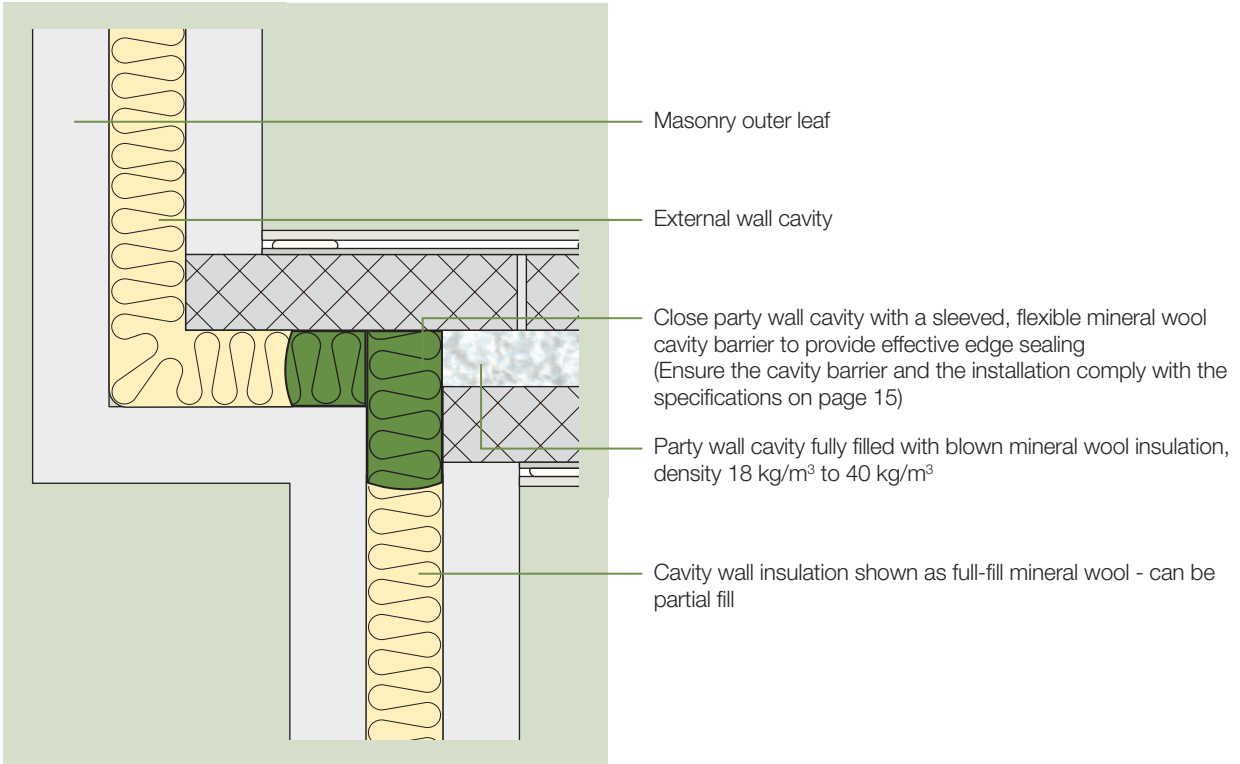 Masonry outer leaf
External wall cavity
Close party wall cavity with a sleeved, flexible mineral wool
cavity barrier to provide effective edge sealing
(Ensure the cavity barrier and the installation comply with the
specifications on page 15)
Party wall cavity fully filled with blown mineral wool insulation,
density 18 kg/m³ to 40 kg/m³
Cavity wall insulation shown as full-fill mineral wool - can be
partial fill